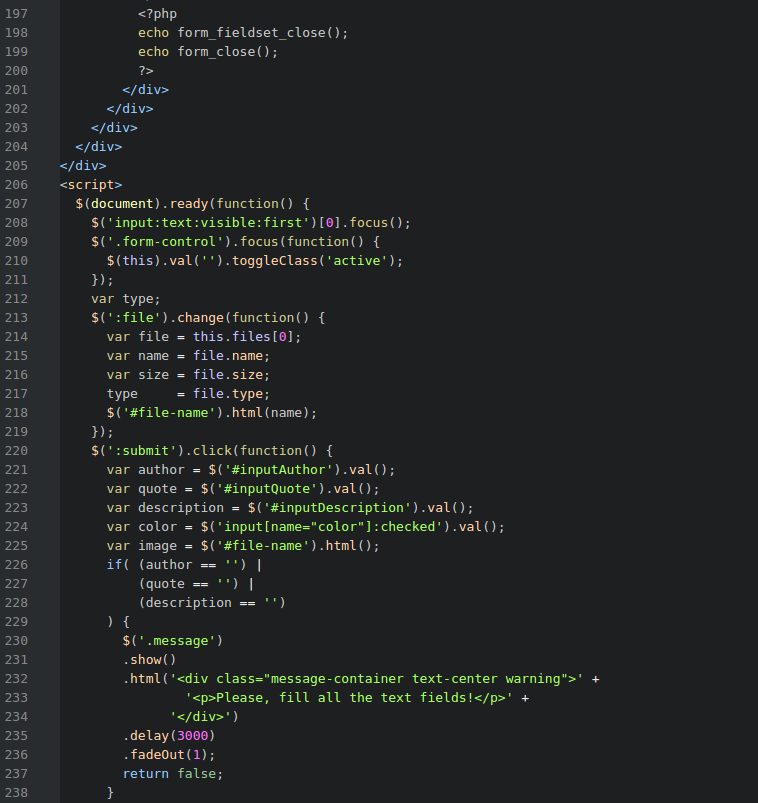 197 <?php
198 echo form_fieldset_close();
199 echo form_close();
200 ?>
201 </div>
202 </div>
203 </div>
204 </div>
205 </div>
206 <script>
207 $(document).ready(function() {
208 $('input:text:visible:first')[0].focus();
209 $('.form-control').focus(function() {
210 $(this).val('').toggleClass('active');
211 });
212 var type;
213 $(':file').change(function() {
214 var file = this.files[0];
215 var name = file.name;
216 var size = file.size;
217 type     = file.type;
218 $('#file-name').html(name);
219 });
220 $(':submit').click(function() {
221 var author = $('#inputAuthor').val();
222 var quote = $('#inputQuote').val();
223 var description = $('#inputDescription').val();
224 var color = $('input[name="color"]:checked').val();
225 var image = $('#file-name').html();
226 if( (author == '') |
227 (quote == '') |
228 (description == '')
229 ) {
230 $('.message')
231 .show()
232 .html('<div class="message-container text-center warning">' +
233 '<p>Please, fill all the text fields!</p>' +
234 '</div>')
235 .delay(3000)
236 .fadeOut(1);
237 return false;
238 }